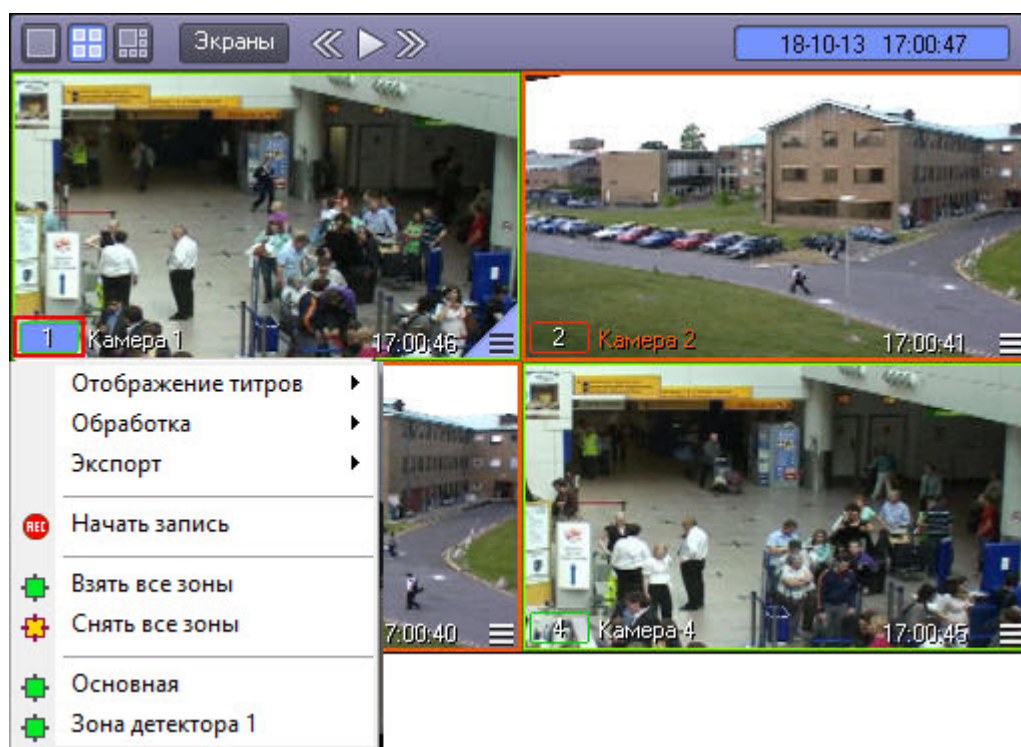 Экраны
18-10-13 17:00:47
1 Камера 1 17:00:46
2 Камера 2 17:00:41
Отображение титров
Обработка
Экспорт
REC Начать запись
Взять все зоны
Снять все зоны
7:00:40
4 Камера 4 17:00:45
Основная
Зона детектора 1